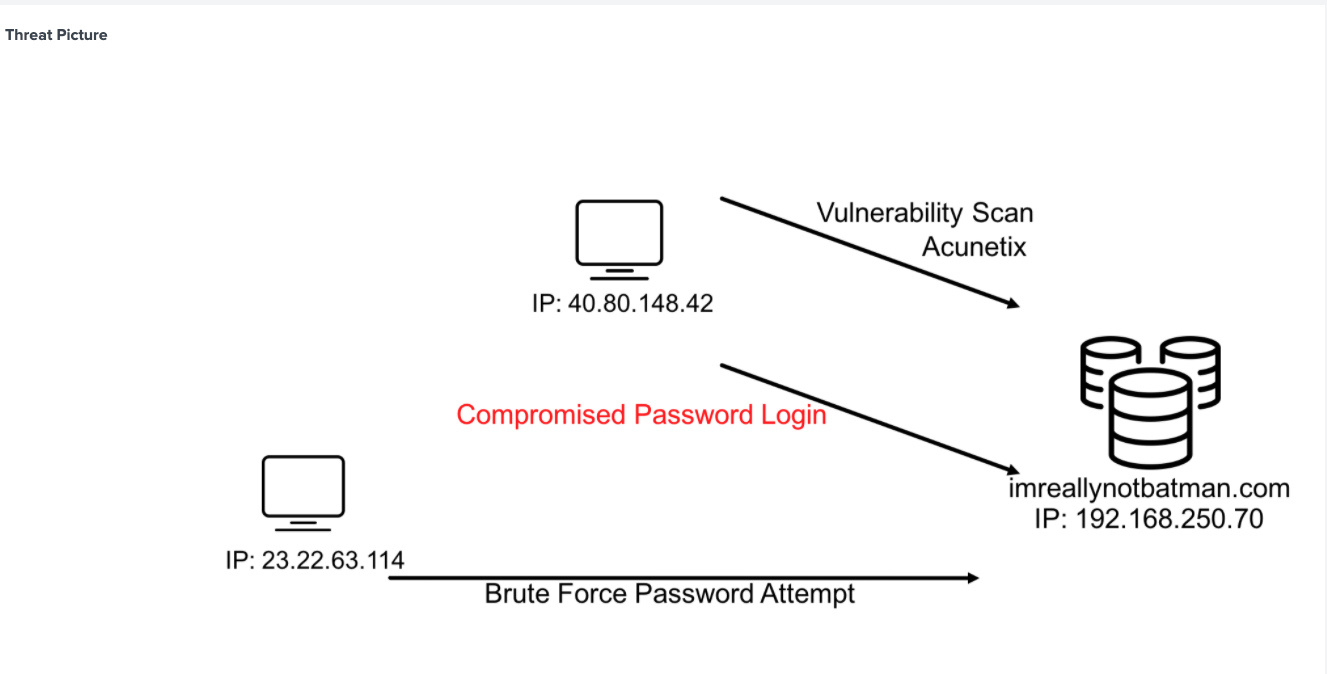 Threat Picture
Vulnerability Scan
Acunetix
IP: 40.80.148.42
Compromised Password Login
imreallynotbatman.com
IP: 192.168.250.70
IP: 23.22.63.114
Brute Force Password Attempt